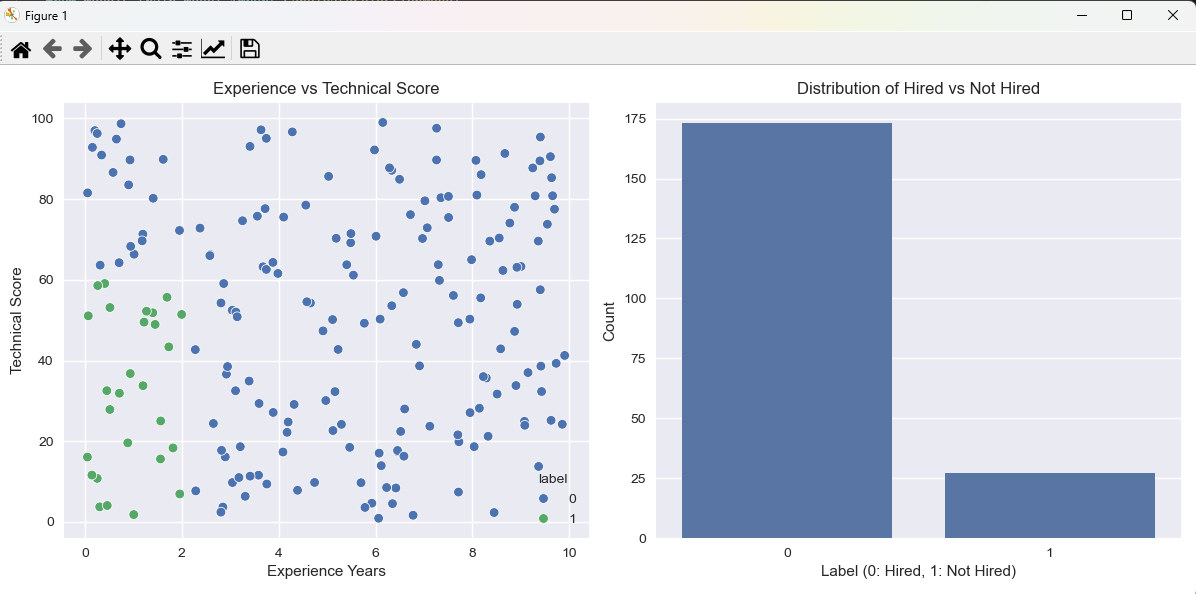 Figure 1
Experience vs Technical Score
100
80
60
40
20
0
Technical Score
0 2 4 6 8 10
Experience Years
label
0
1
Distribution of Hired vs Not Hired
175
150
125
100
75
50
25
0
Count
0 1
Label (0: Hired, 1: Not Hired)